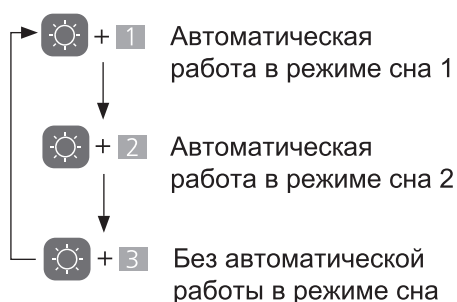 + 1 Автоматическая
работа в режиме сна 1
+ 2 Автоматическая
работа в режиме сна 2
+ 3 Без автоматической
работы в режиме сна